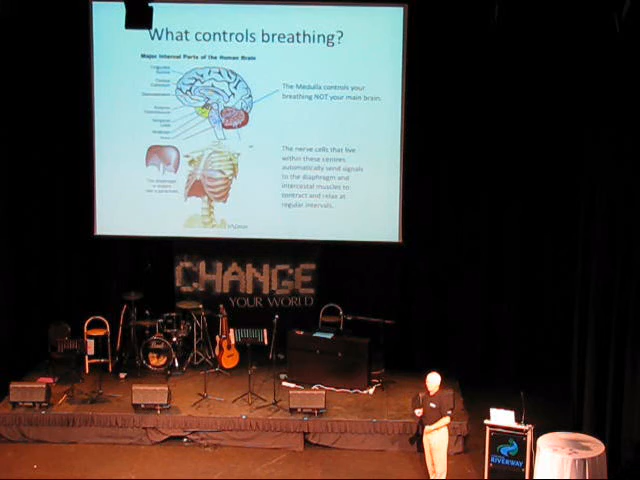 What controls breathing?
Major Internal Parts of the Human Brain
The Medulla controls your
breathing NOT your main brain.
The nerve cells that live
within these centres
automatically send signals
to the diaphragm and
intercostal muscles to
contract and relax at
regular intervals.
CHANGE
YOUR WORLD
RIVERWAY